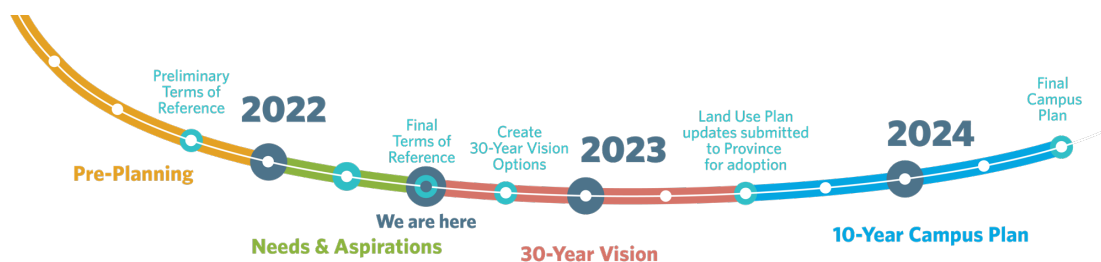 Preliminary
Terms of
Reference
2022
Pre-Planning
Final
Terms of
Reference
We are here
Needs & Aspirations
Create
30-Year Vision
Options
2023
30-Year Vision
Land Use Plan
updates submitted
to Province
for adoption
2024
10-Year Campus Plan
Final
Campus
Plan